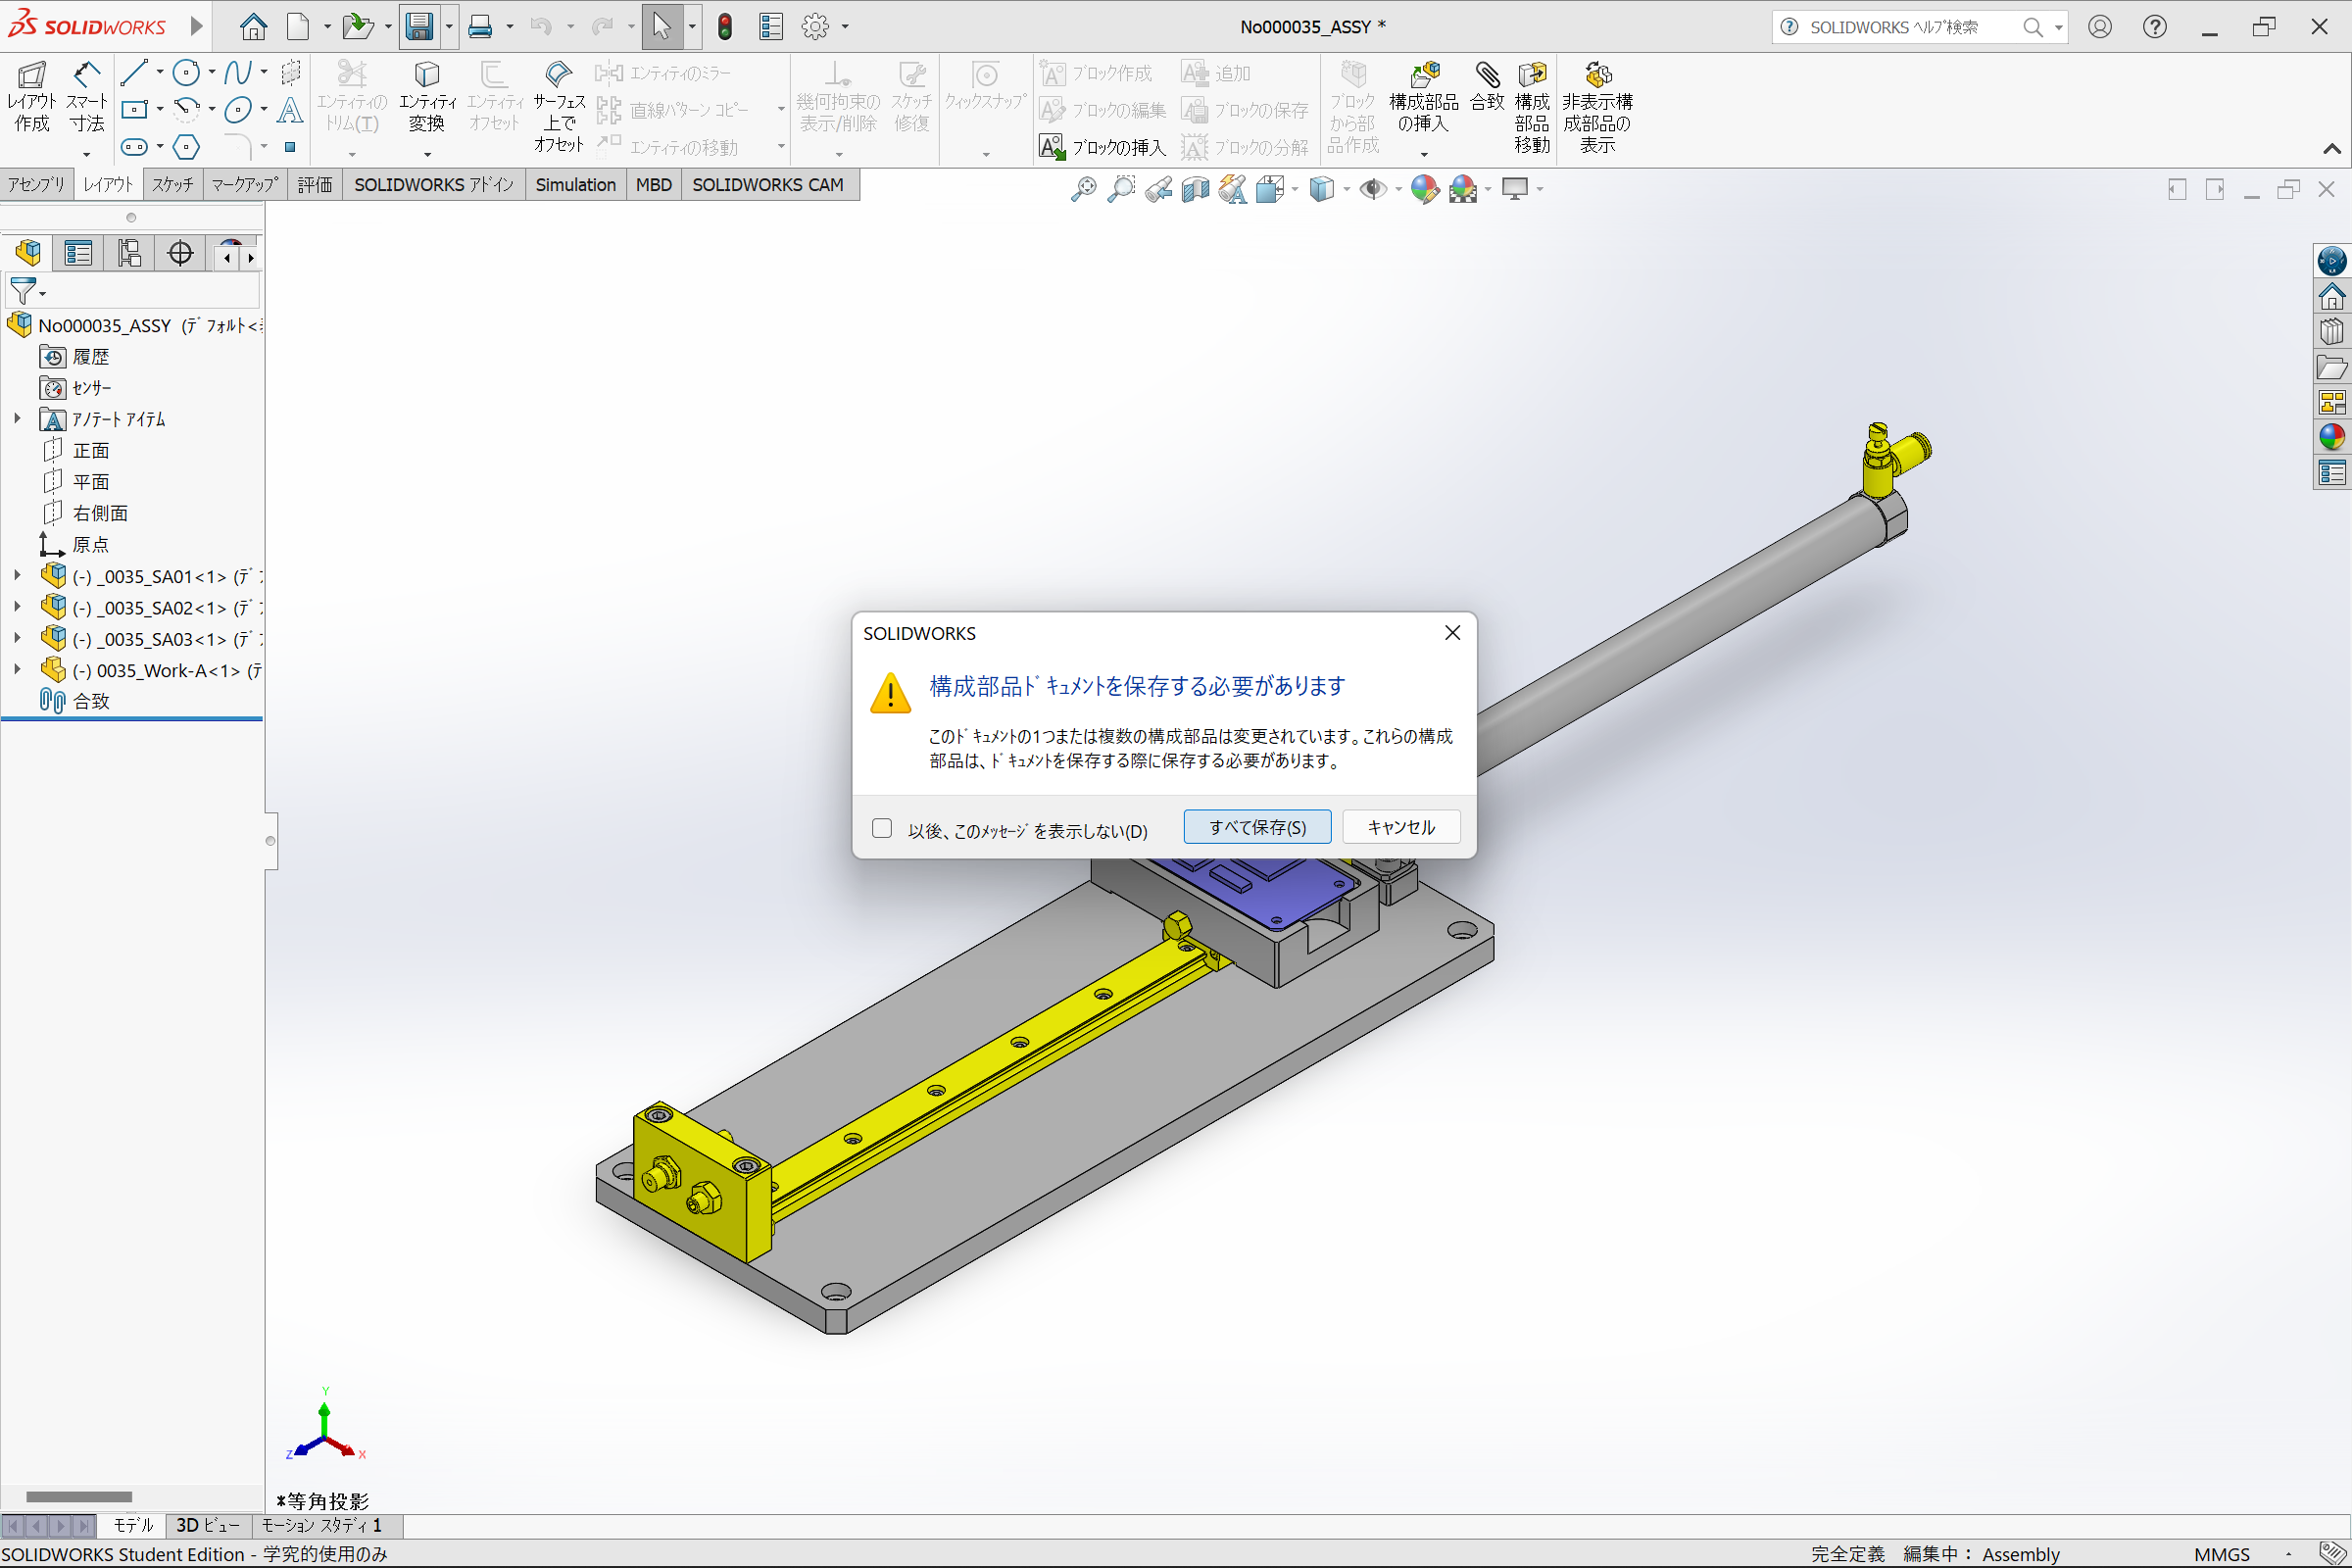 SOLIDWORKS
No000035_ASSY *
SOLIDWORKS ﾍﾙﾌﾟ検索
レイアウト作成
スマート寸法
エンティティのトリム(T)
エンティティ変換
エンティティオフセット
サーフェス上でオフセット
エンティティのミラー
直線パターン コピー
エンティティの移動
幾何拘束の表示/削除
スケッチ修復
クィックスナップ
ブロック作成
ブロックの編集
ブロックの挿入
追加
ブロックの保存
ブロックの分解
ブロックから部品作成
構成部品の挿入
合致
構成部品移動
非表示構成部品の表示
アセンブリ
レイアウト
スケッチ
マークアップ
評価
SOLIDWORKS アドイン
Simulation
MBD
SOLIDWORKS CAM
No000035_ASSY (ﾃﾞﾌｫﾙﾄ<
履歴
ｾﾝｻｰ
ｱﾉﾃｰﾄ ｱｲﾃﾑ
正面
平面
右側面
原点
(-) _0035_SA01<1> (ﾃﾞ
(-) _0035_SA02<1> (ﾃﾞ
(-) _0035_SA03<1> (ﾃﾞ
(-) 0035_Work-A<1> (ﾃ
合致
SOLIDWORKS
構成部品ﾄﾞｷｭﾒﾝﾄを保存する必要があります
このﾄﾞｷｭﾒﾝﾄの1つまたは複数の構成部品は変更されています。これらの構成
部品は、ﾄﾞｷｭﾒﾝﾄを保存する際に保存する必要があります。
以後、このﾒｯｾｰｼﾞを表示しない(D)
すべて保存(S)
キャンセル
Y
Z
X
*等角投影
モデル
3D ビュー
モーション スタディ 1
SOLIDWORKS Student Edition - 学究的使用のみ
完全定義
編集中： Assembly
MMGS